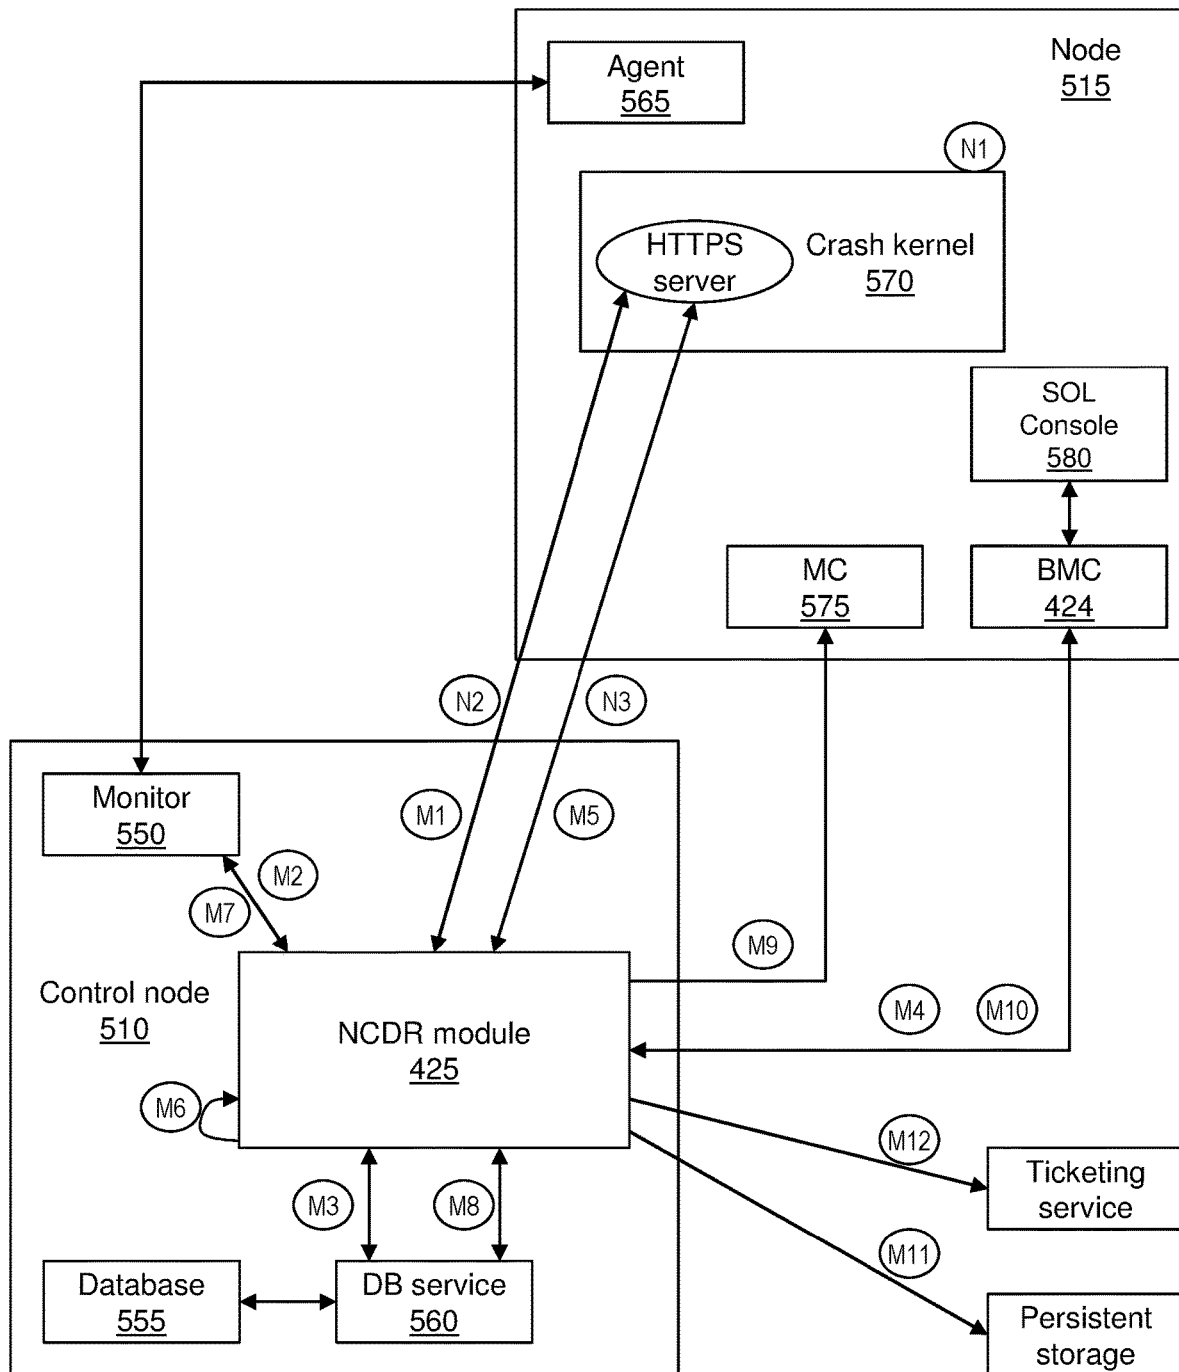 Agent
565
Node
515
N1
HTTPS
server
Crash kernel
570
SOL
Console
580
MC
575
BMC
424
N2
N3
Monitor
550
M1
M5
M2
M7
M9
Control node
510
NCDR module
425
M4
M10
M6
M12
M3
M8
Ticketing
service
M11
Database
555
DB service
560
Persistent
storage